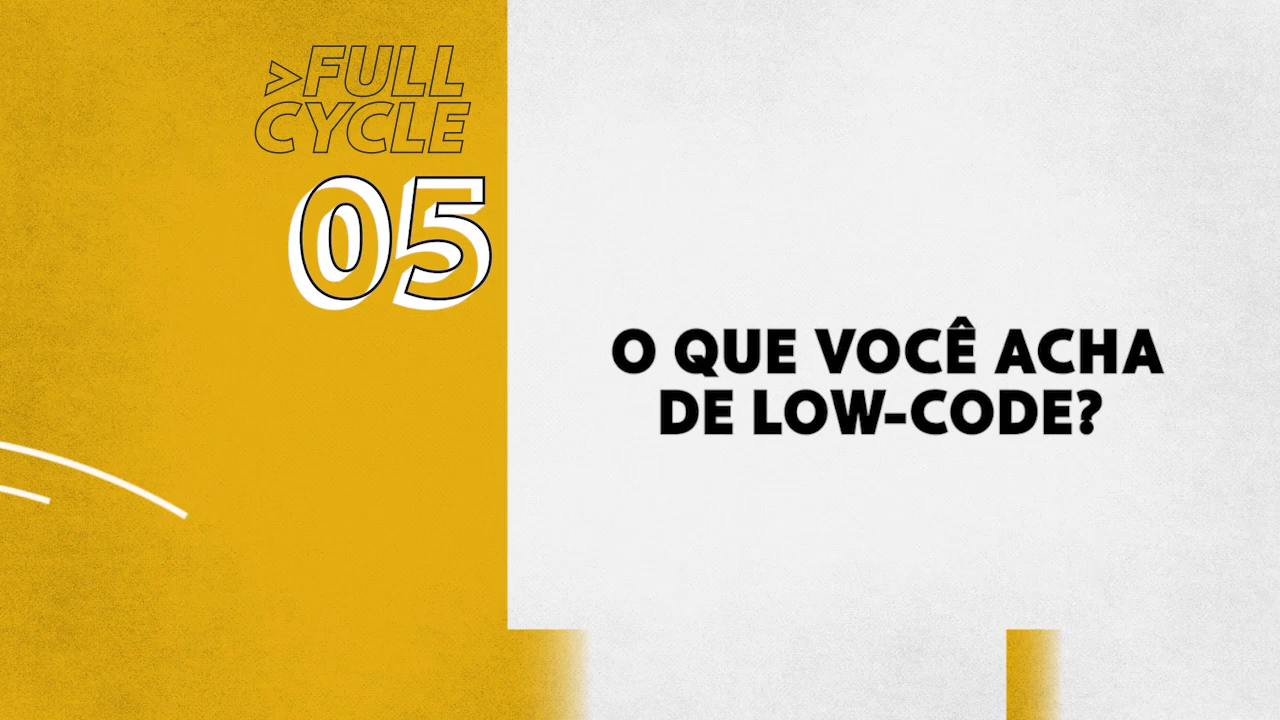 >FULL
CYCLE
05
O QUE VOCÊ ACHA
DE LOW-CODE?